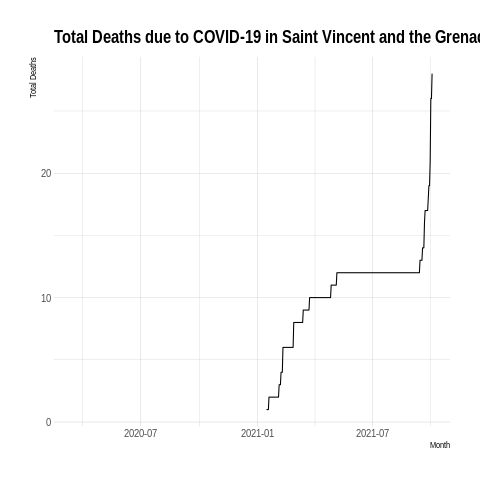 Total Deaths due to COVID-19 in Saint Vincent and the Grenad
Total Deaths
20
10
0
2020-07
2021-01
2021-07
Month